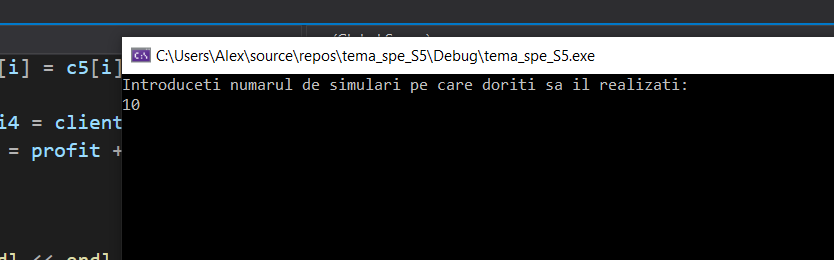 C:\Users\Alex\source\repos\tema_spe_S5\Debug\tema_spe_S5.exe
[i] = c5[i]
Introduceti numarul de simulari pe care doriti sa il realizati:
10
i4 = client
= profit +
<< endl